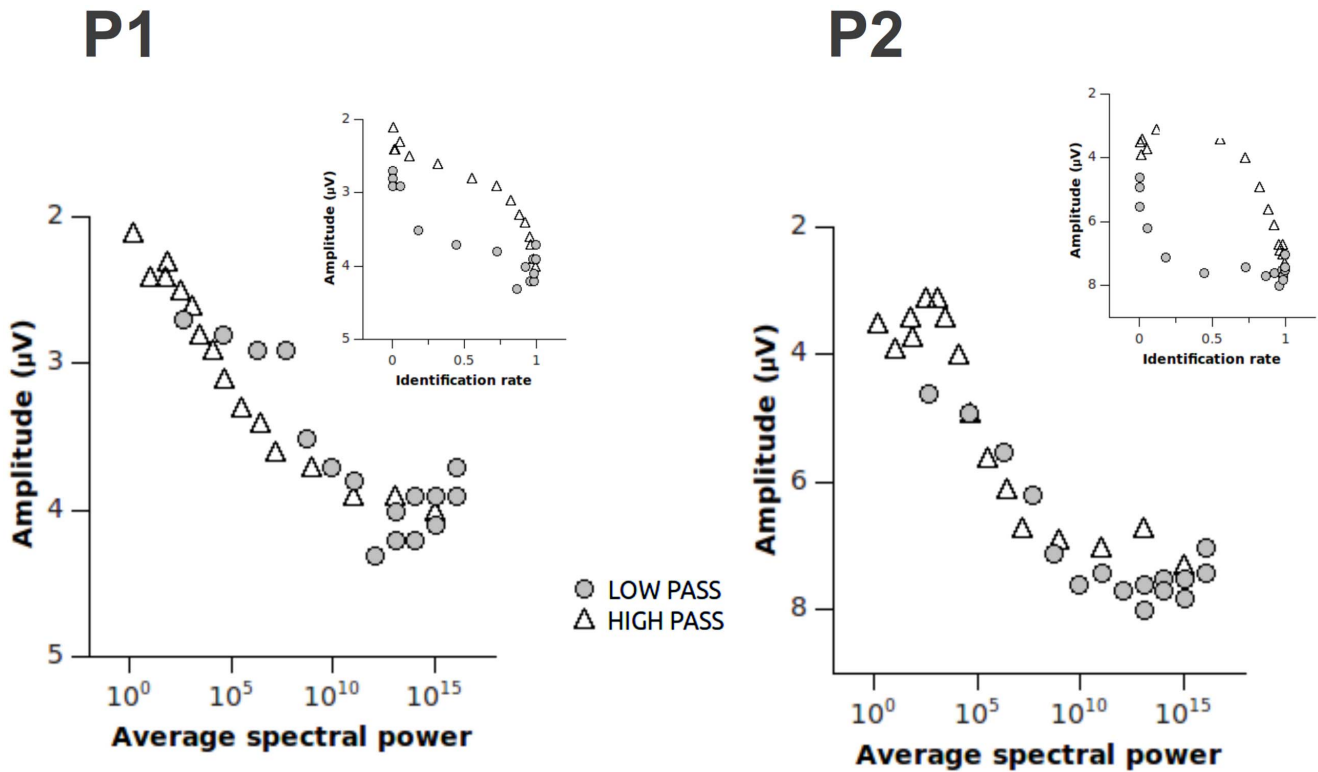 P1
P2
2
3
4
5
Amplitude (μV)
0
0.5
1
Identification rate
2
4
6
8
Amplitude (μV)
0
0.5
1
Identification rate
2
3
4
5
Amplitude (μV)
10⁰
10⁵
10¹⁰
10¹⁵
Average spectral power
LOW PASS
HIGH PASS
2
4
6
8
Amplitude (μV)
10⁰
10⁵
10¹⁰
10¹⁵
Average spectral power